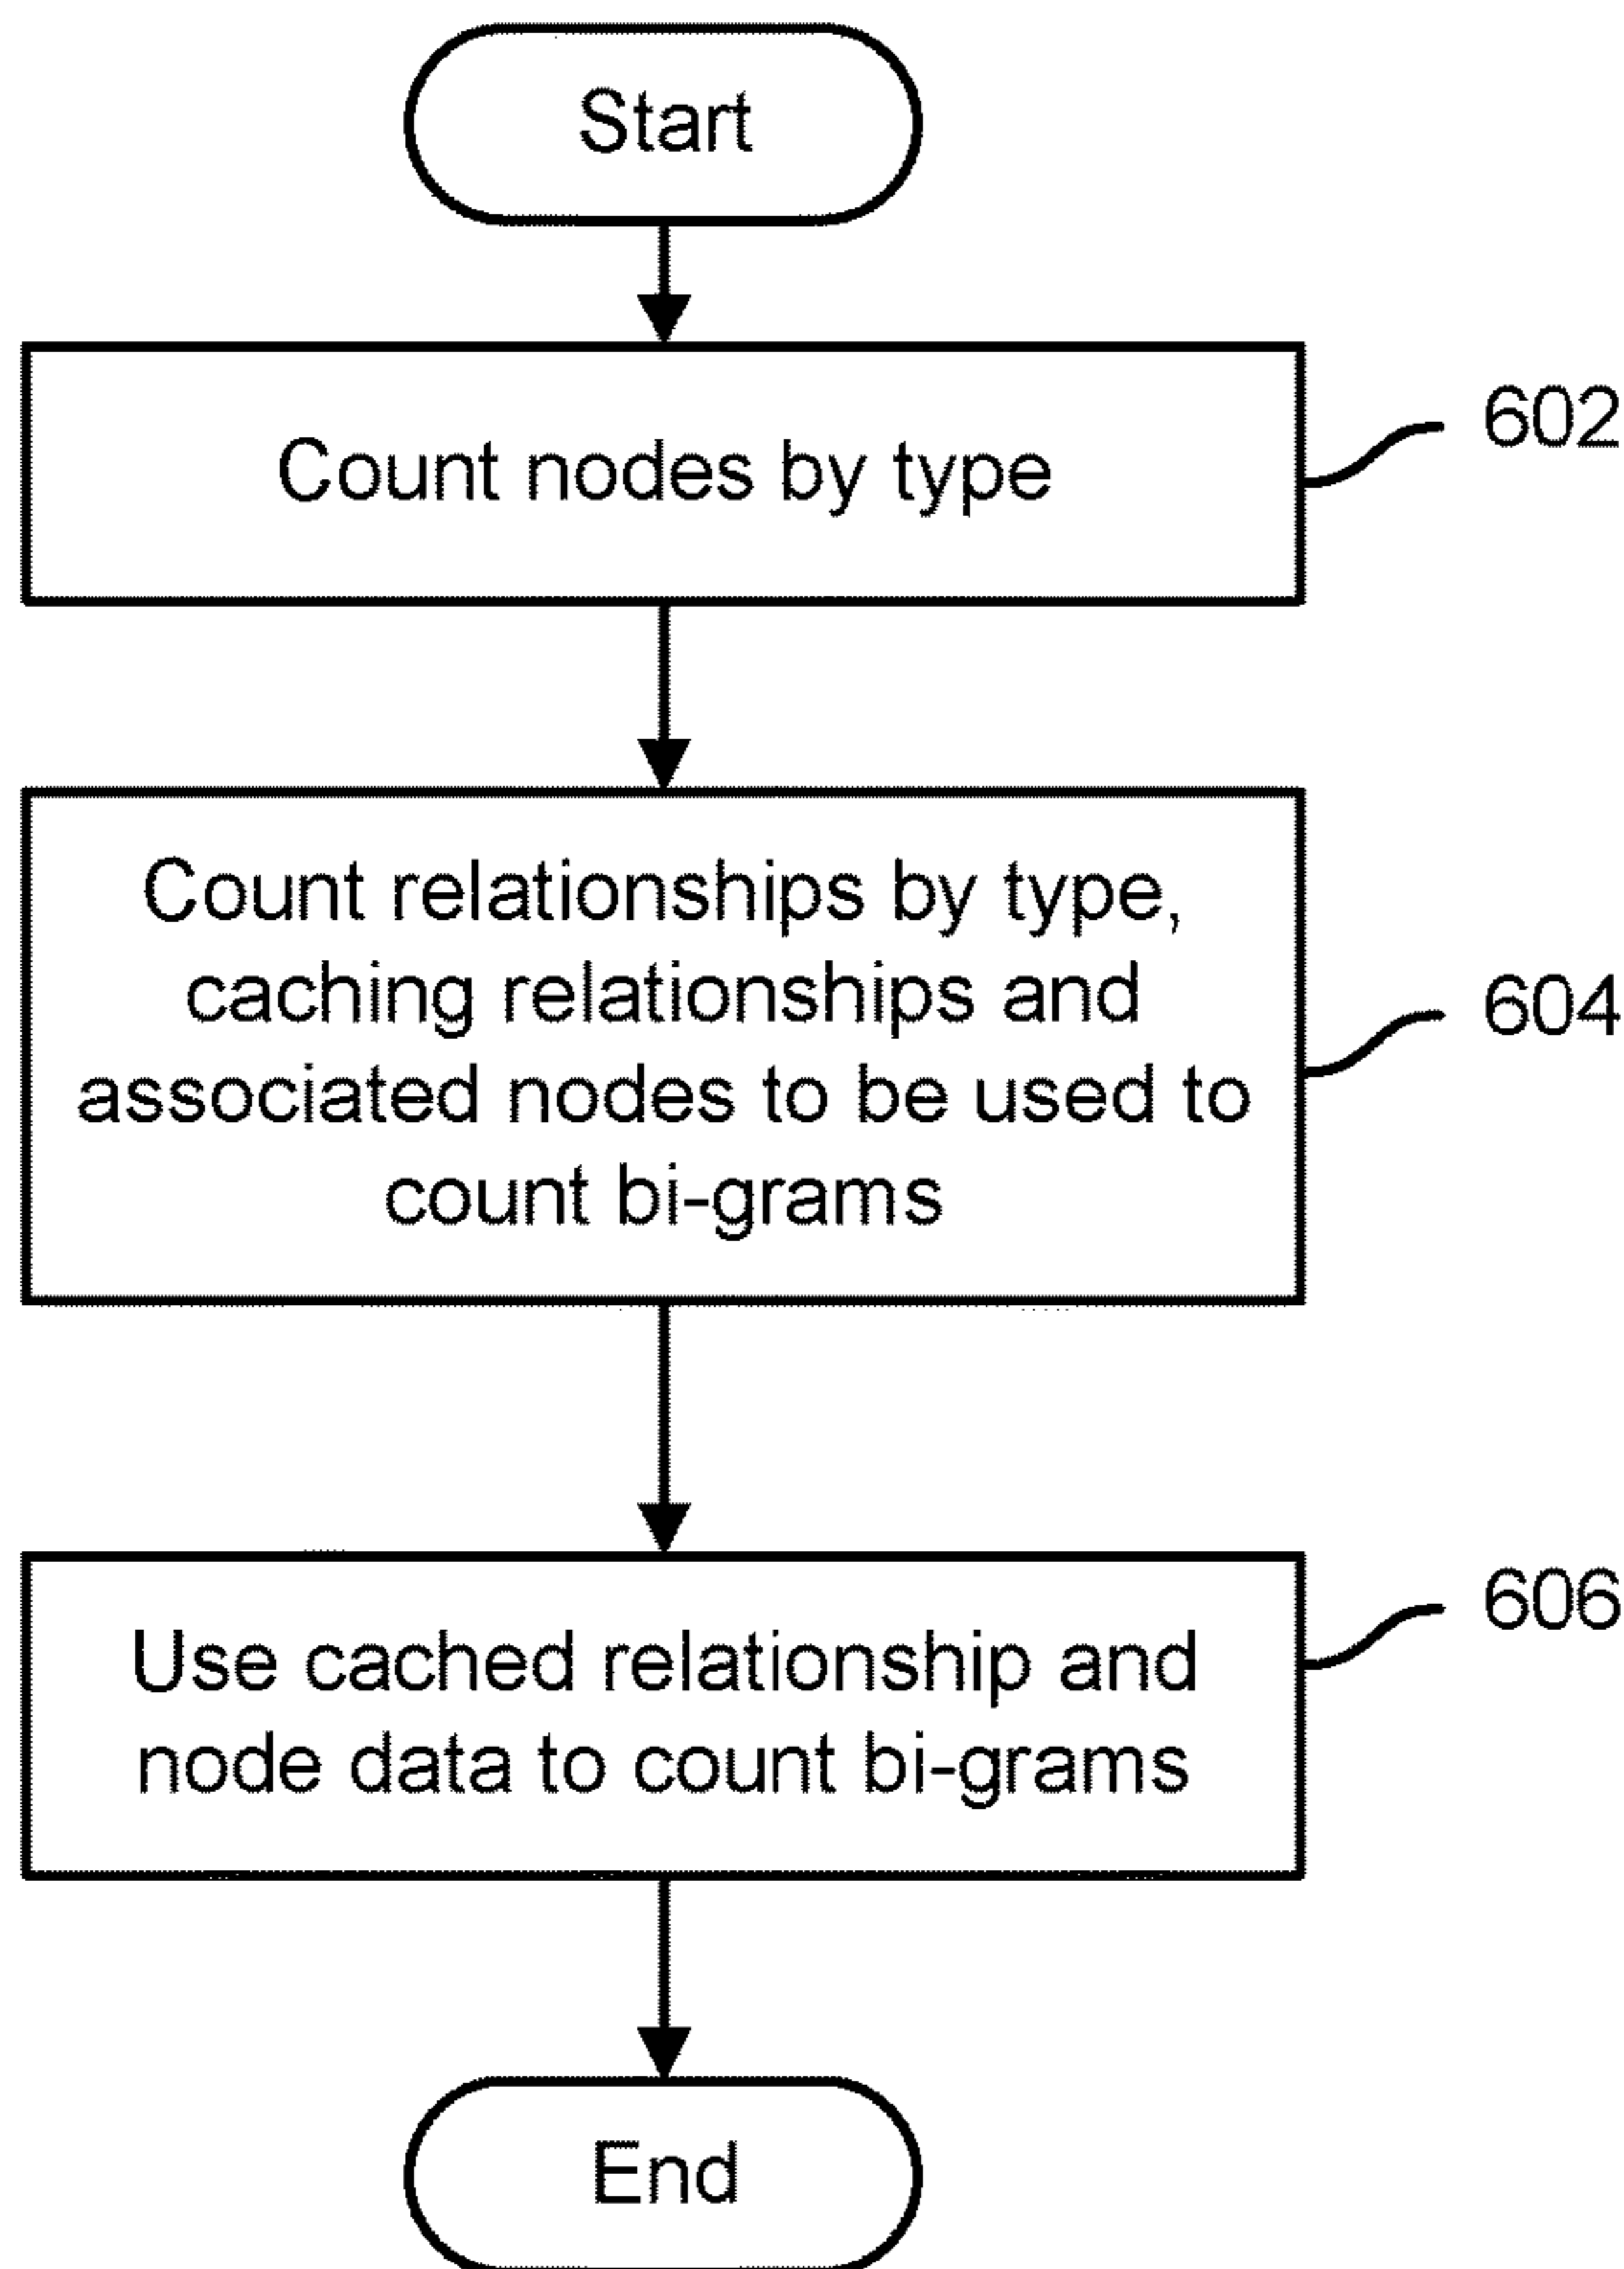 Start
Count nodes by type
602
Count relationships by type,
caching relationships and
associated nodes to be used to
count bi-grams
604
Use cached relationship and
node data to count bi-grams
606
End